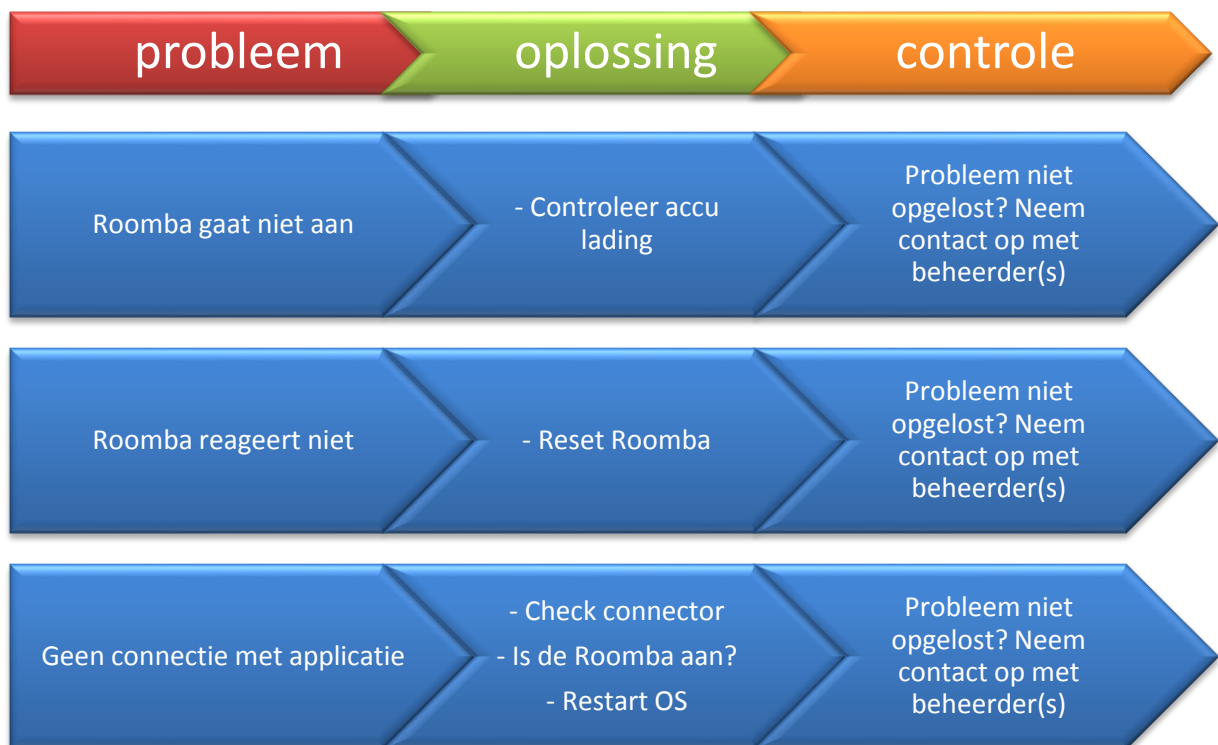 probleem oplossing controle
Roomba gaat niet aan
- Controleer accu
lading
Probleem niet
opgelost? Neem
contact op met
beheerder(s)
Roomba reageert niet
- Reset Roomba
Probleem niet
opgelost? Neem
contact op met
beheerder(s)
Geen connectie met applicatie
- Check connector
- Is de Roomba aan?
- Restart OS
Probleem niet
opgelost? Neem
contact op met
beheerder(s)